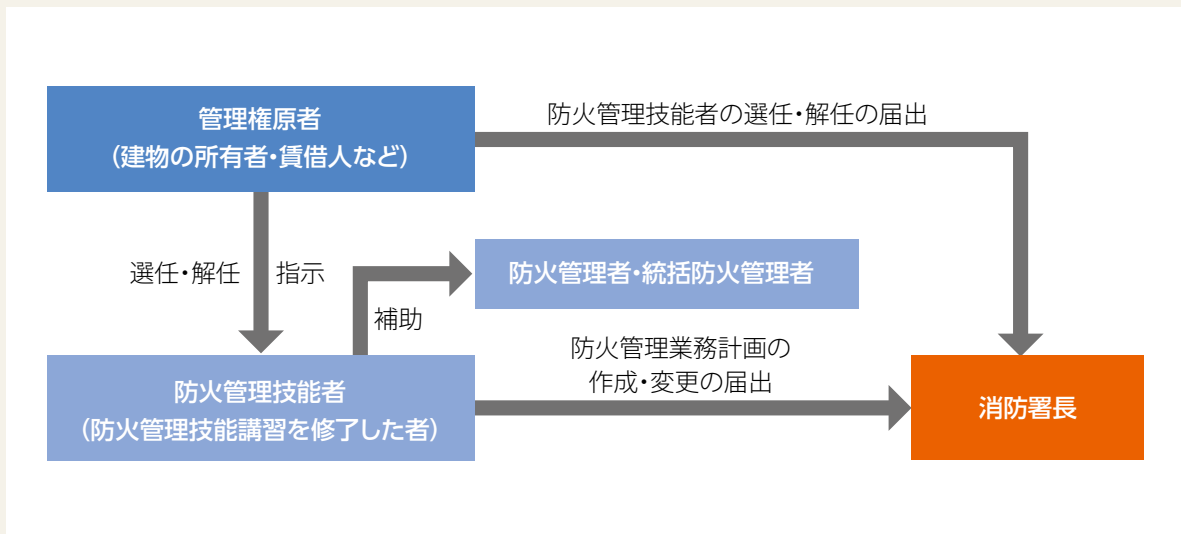 管理権原者
（建物の所有者・賃借人など）
防火管理技能者の選任・解任の届出
選任・解任
指示
防火管理者・統括防火管理者
補助
防火管理業務計画の
作成・変更の届出
防火管理技能者
（防火管理技能講習を修了した者）
消防署長